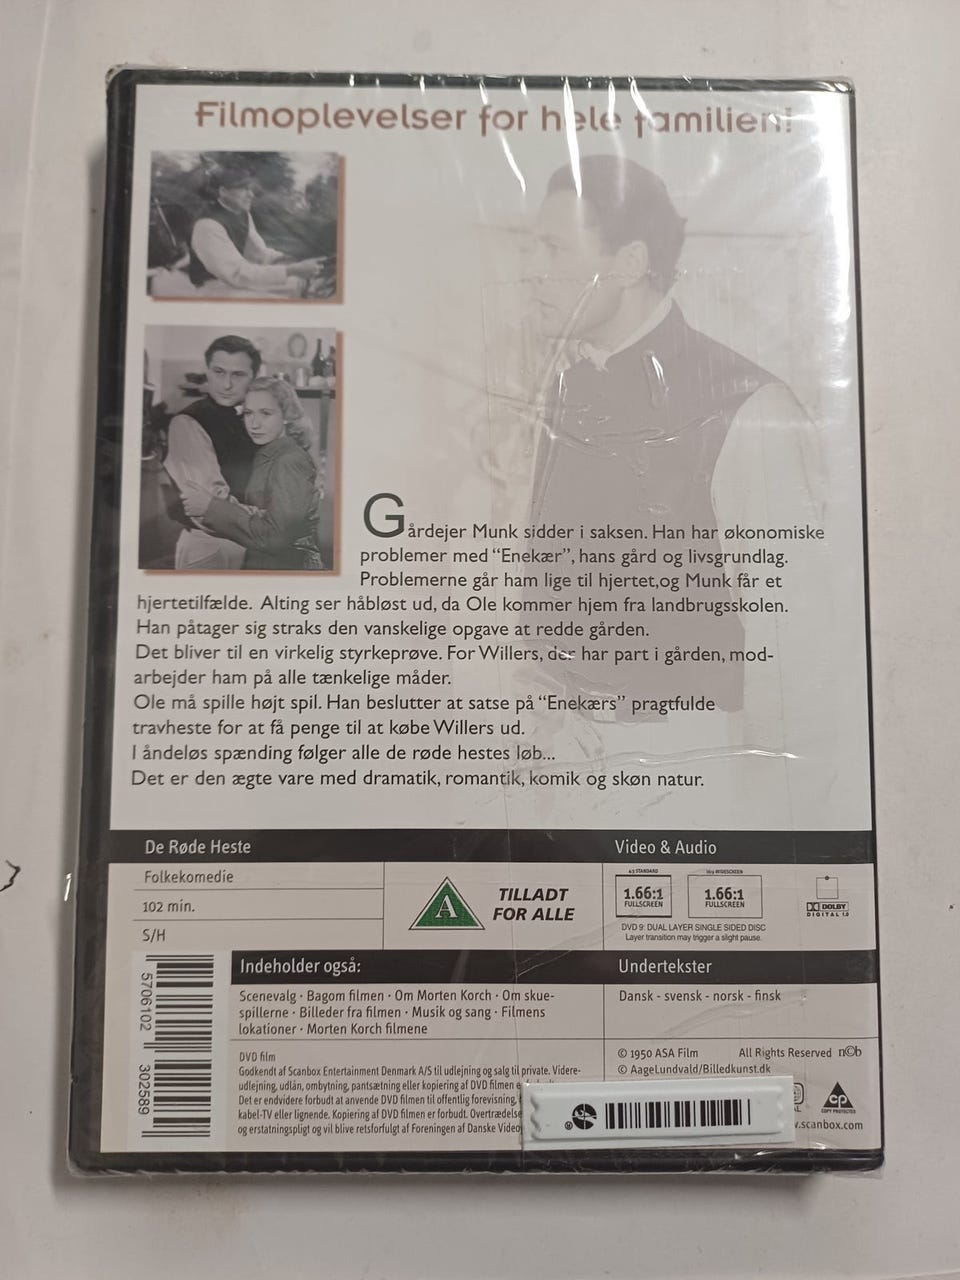 Filmoplevelser for hele familien!
Gårdejer Munk sidder i saksen. Han har økonomiske
problemer med "Enekær", hans gård og livsgrundlag.
Problemerne går ham lige til hjertet,og Munk får et
hjertetilfælde. Alting ser håbløst ud, da Ole kommer hjem fra landbrugsskolen.
Han påtager sig straks den vanskelige opgave at redde gården.
Det bliver til en virkelig styrkeprøve. For Willers, der har part i gården, mod-
arbejder ham på alle tænkelige måder.
Ole må spille højt spil. Han beslutter at satse på "Enekærs" pragtfulde
travheste for at få penge til at købe Willers ud.
I åndeløs spænding følger alle de røde hestes løb...
Det er den ægte vare med dramatik, romantik, komik og skøn natur.
De Røde Heste
Folkekomedie
102 min.
S/H
TILLADT
FOR ALLE
A
Video & Audio
4:3 STANDARD 16:9 WIDESCREEN
1.66:1 1.66:1
FULLSCREEN FULLSCREEN
DOLBY
DIGITAL 1.0
DVD 9: DUAL LAYER SINGLE SIDED DISC
Layer transition may trigger a slight pause.
Indeholder også:
Scenevalg · Bagom filmen · Om Morten Korch · Om skue-
spillerne · Billeder fra filmen · Musik og sang · Filmens
lokationer · Morten Korch filmene
Undertekster
Dansk - svensk - norsk - finsk
DVD film
Godkendt af Scanbox Entertainment Denmark A/S til udlejning og salg til private. Videre-
udlejning, udlån, ombytning, pantsætning eller kopiering af DVD filmen e
Det er endvidere forbudt at anvende DVD filmen til offentlig forevisning,
kabel-TV eller lignende. Kopiering af DVD filmen er forbudt. Overtrædelse
og erstatningspligt og vil blive retsforfulgt af Foreningen af Danske Video
© 1950 ASA Film All Rights Reserved n©b
© AageLundvald/Billedkunst.dk
cp
COPY PROTECTED
.scanbox.com
5706102 302589